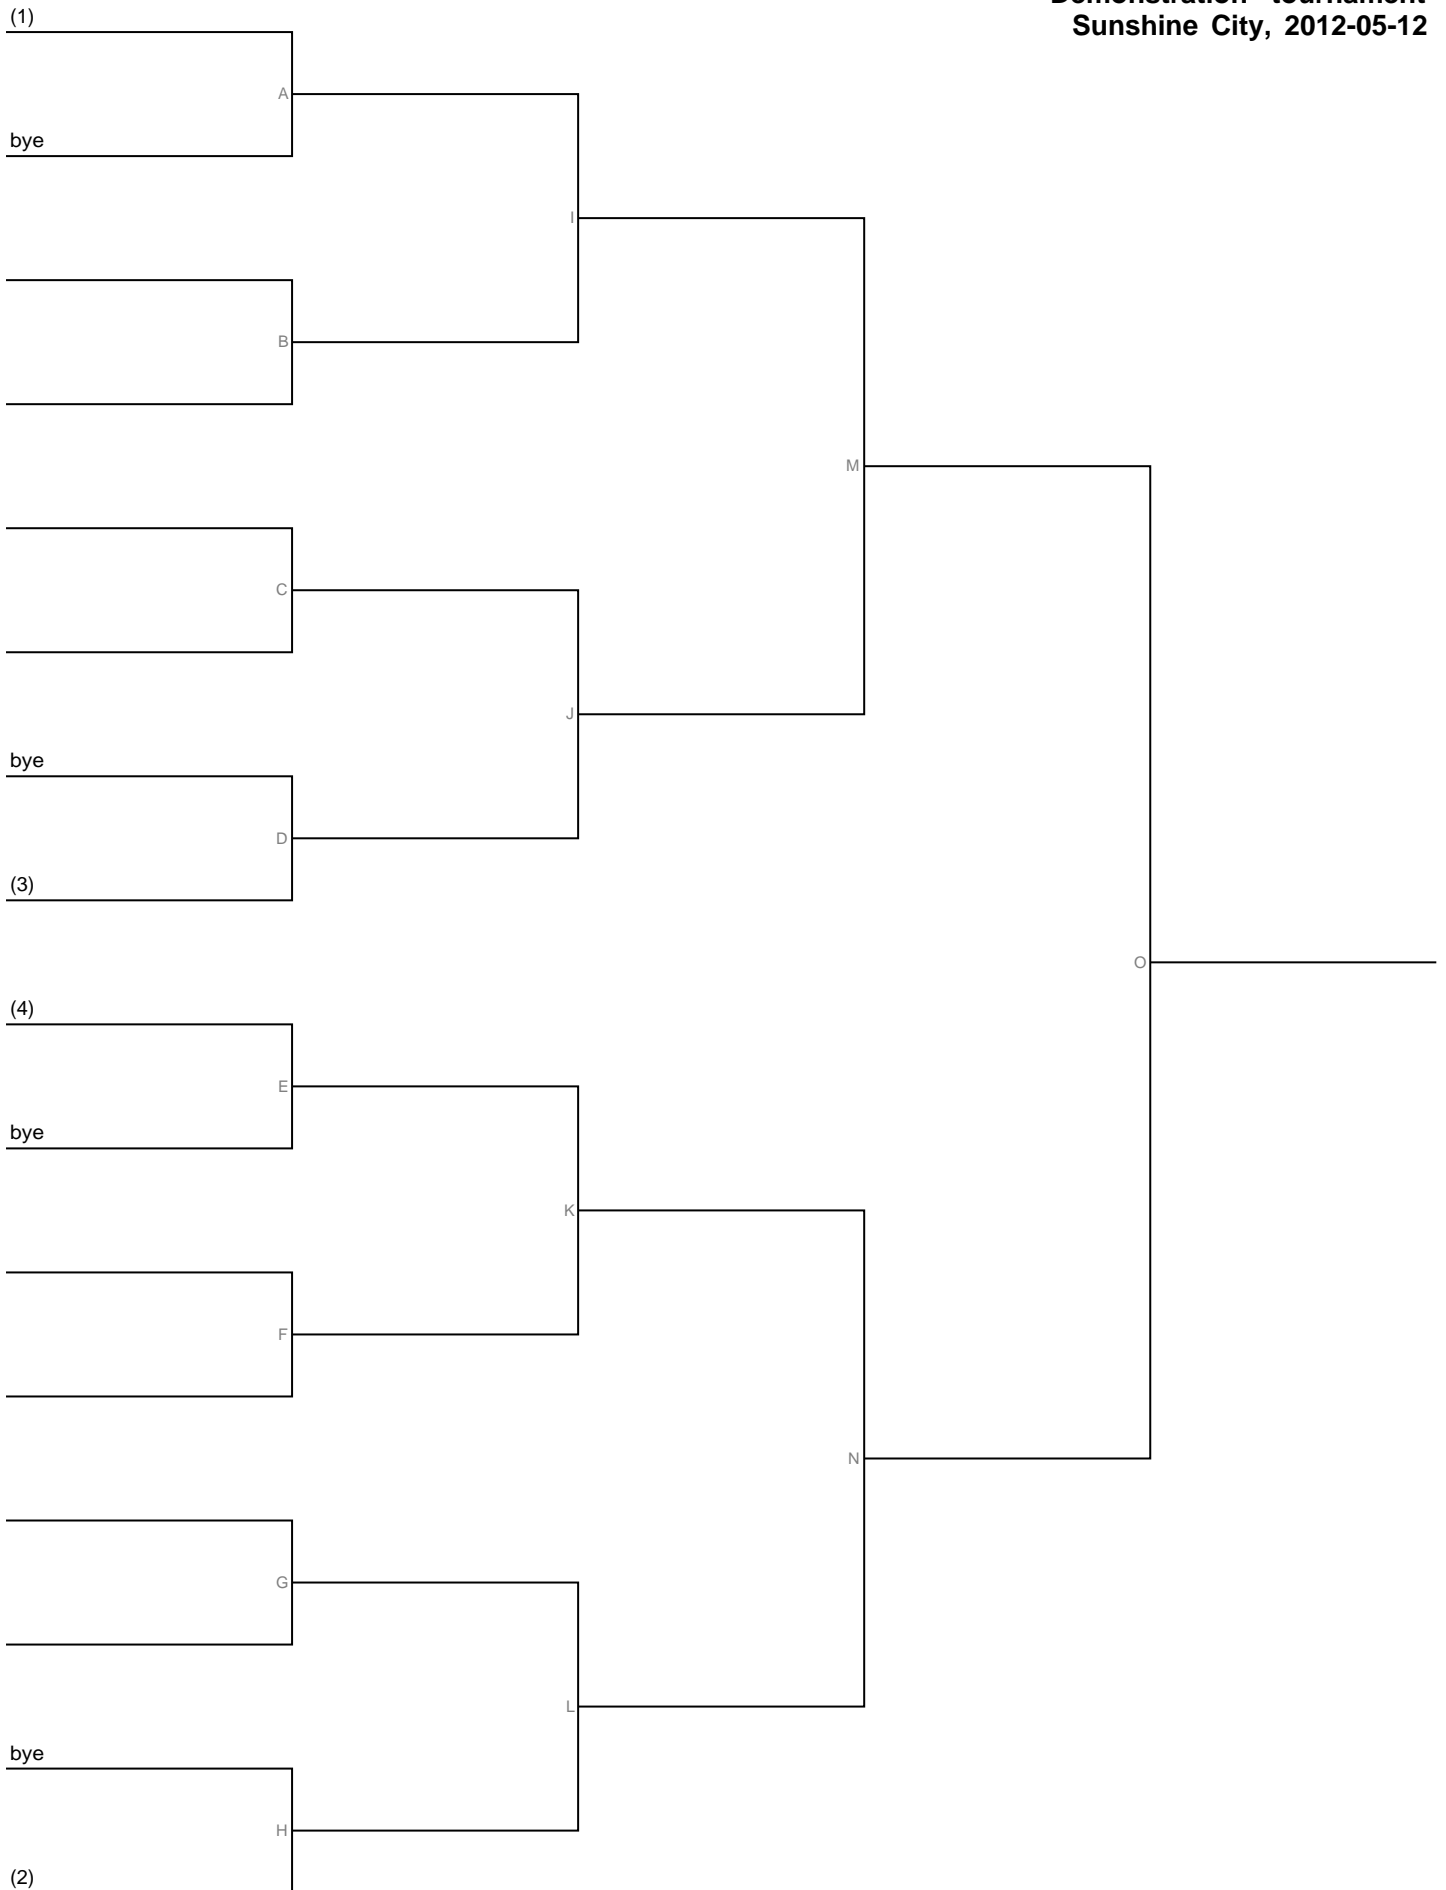 Demonstration tournament
Sunshine City, 2012-05-12
(1)
A
bye
I
B
M
C
J
bye
D
(3)
O
(4)
E
bye
K
F
N
G
L
bye
H
(2)